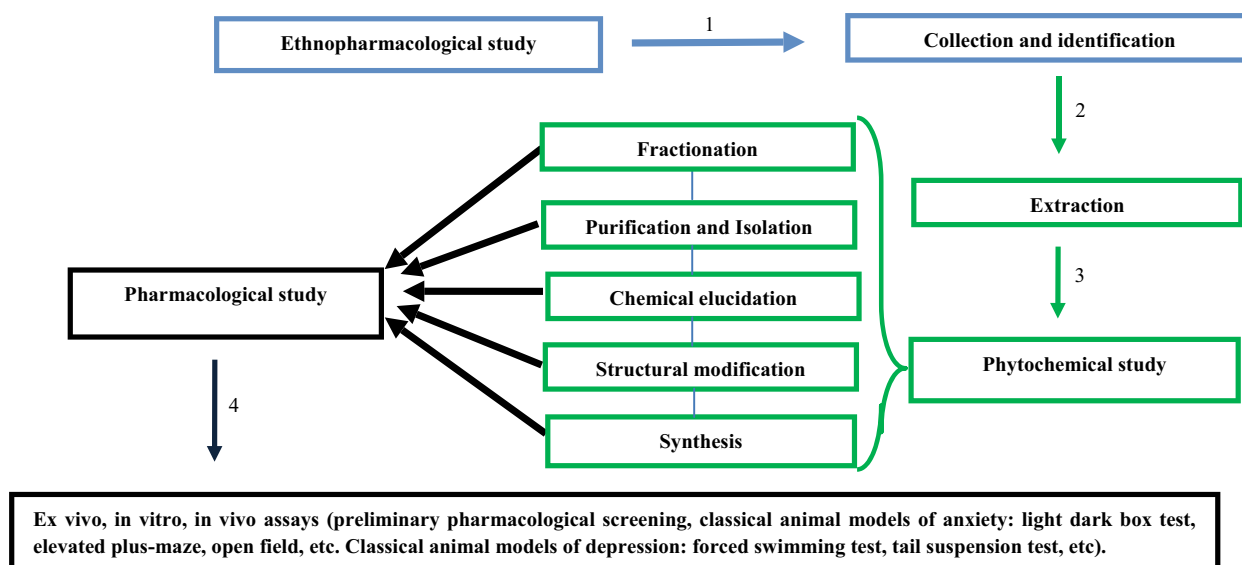 Ethnopharmacological study
1
Collection and identification
2
Fractionation
Extraction
Purification and Isolation
3
Pharmacological study
Chemical elucidation
Structural modification
Phytochemical study
4
Synthesis
Ex vivo, in vitro, in vivo assays (preliminary pharmacological screening, classical animal models of anxiety: light dark box test,
elevated plus-maze, open field, etc. Classical animal models of depression: forced swimming test, tail suspension test, etc).